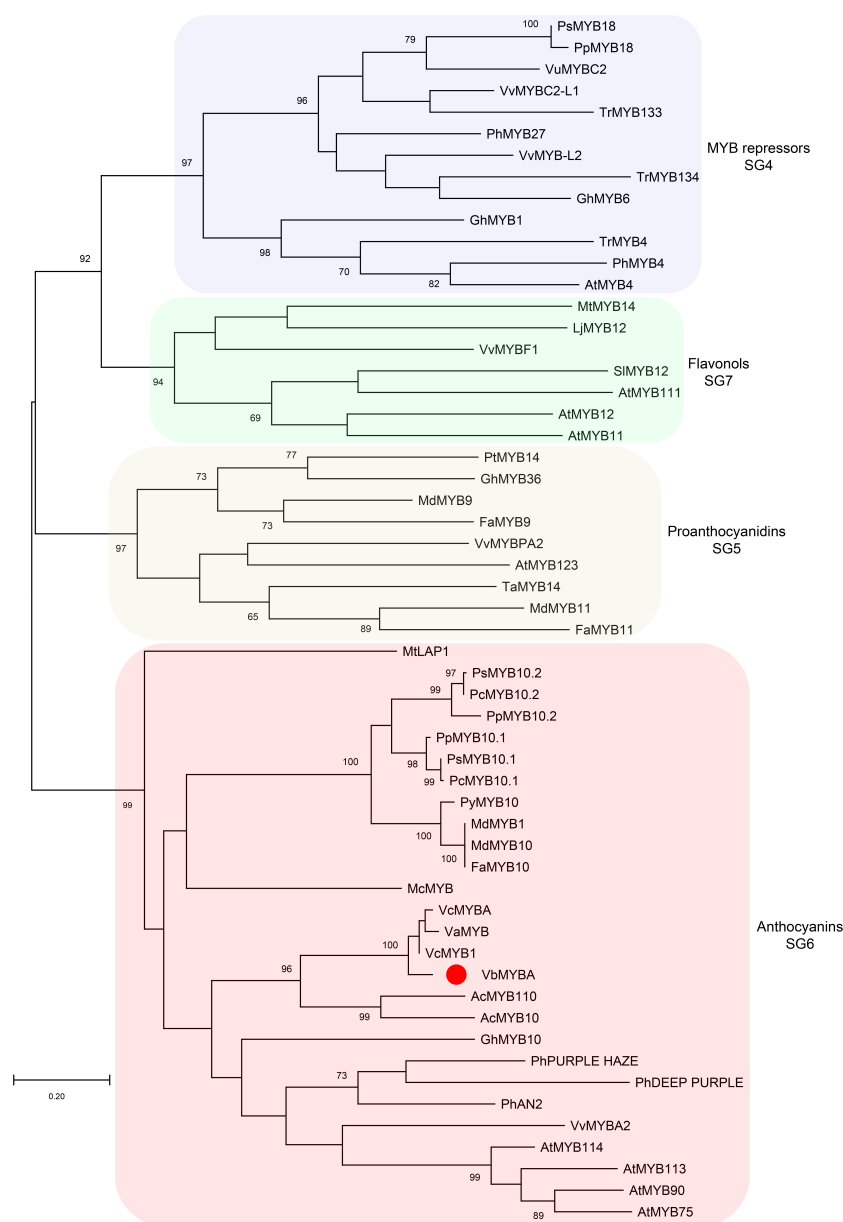 100
PsMYB18
PpMYB18
79
VuMYBC2
VvMYBC2-L1
96
TrMYB133
PhMYB27
VvMYB-L2
97
TrMYB134
GhMYB6
MYB repressors
SG4
GhMYB1
98
TrMYB4
92
70
PhMYB4
82
AtMYB4
MtMYB14
LjMYB12
VvMYBF1
Flavonols
SG7
94
SlMYB12
AtMYB111
69
AtMYB12
AtMYB11
77
PtMYB14
73
GhMYB36
MdMYB9
73
FaMYB9
Proanthocyanidins
SG5
97
VvMYBPA2
AtMYB123
TaMYB14
65
MdMYB11
89
FaMYB11
MtLAP1
97
PsMYB10.2
99
PcMYB10.2
PpMYB10.2
PpMYB10.1
100
98
PsMYB10.1
99
PcMYB10.1
99
PyMYB10
100
MdMYB1
MdMYB10
100
FaMYB10
McMYB
VcMYBA
VaMYB
100
VcMYB1
96
VbMYBA
Anthocyanins
SG6
AcMYB110
99
AcMYB10
GhMYB10
PhPURPLE HAZE
73
PhDEEP PURPLE
0.20
PhAN2
VvMYBA2
AtMYB114
99
AtMYB113
AtMYB90
89
AtMYB75